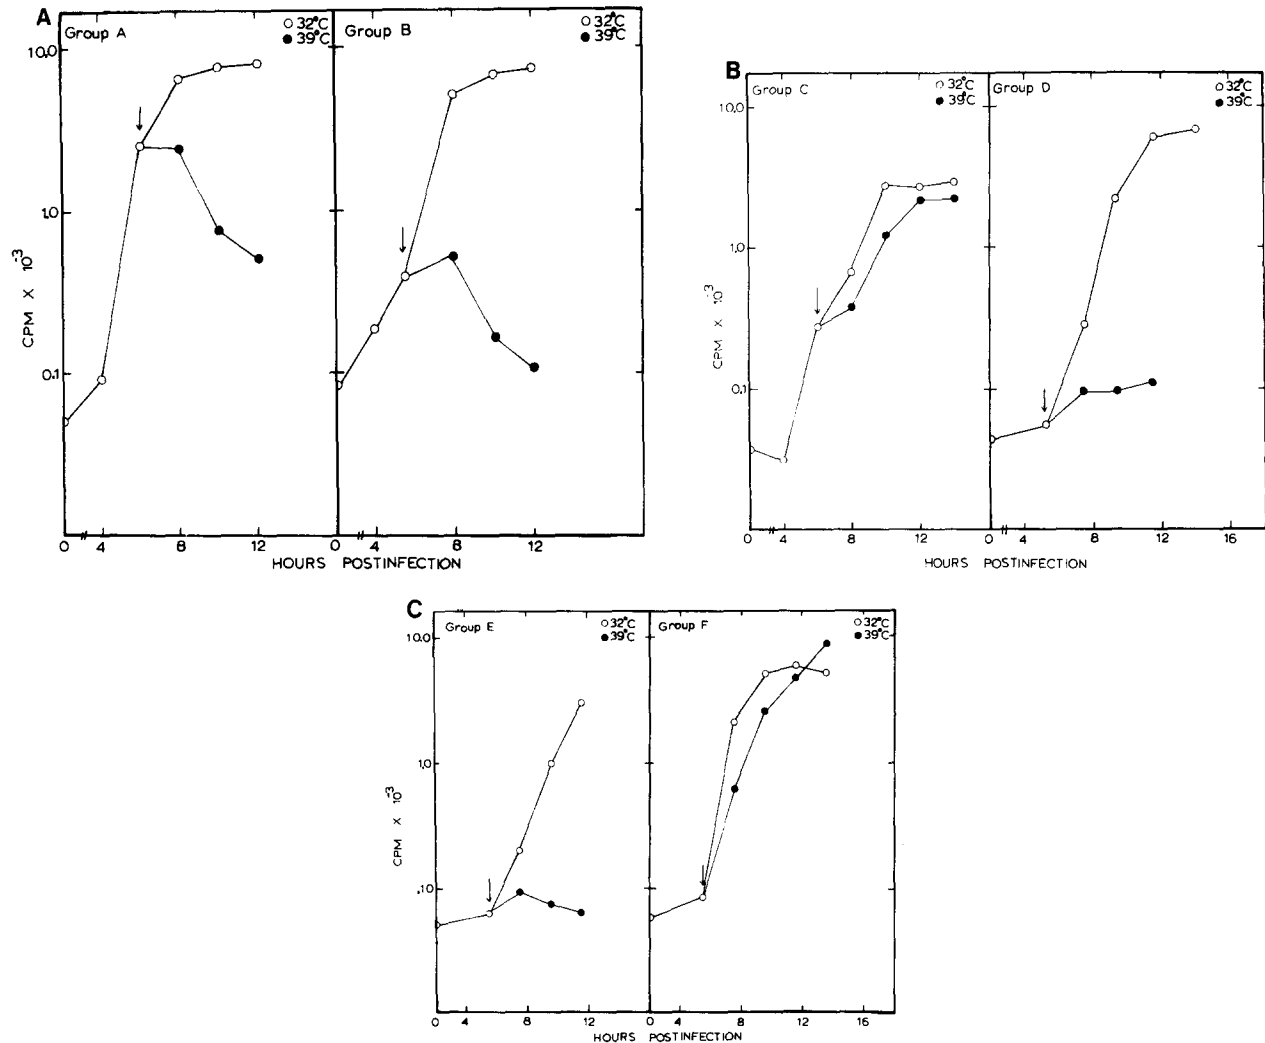 A
Group A
○ 32°C
● 39°C
Group B
○ 32°C
● 39°C
10.0
1.0
0.1
CPM X 10⁻³
0 4 8 12 0 4 8 12
HOURS POSTINFECTION
B
Group C
○ 32°C
● 39°C
Group D
○ 32°C
● 39°C
10.0
1.0
0.1
CPM X 10⁻³
0 4 8 12 0 4 8 12 16
HOURS POSTINFECTION
C
Group E
○ 32°C
● 39°C
Group F
○ 32°C
● 39°C
10.0
1.0
.10
CPM X 10⁻³
0 4 8 12 0 4 8 12 16
HOURS POSTINFECTION